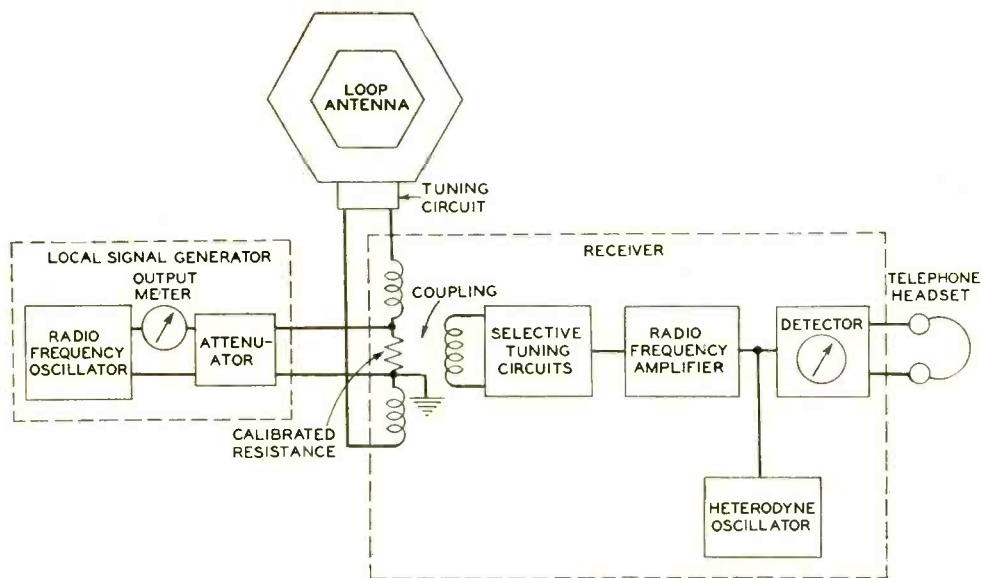 LOOP
ANTENNA
TUNING
CIRCUIT
LOCAL SIGNAL GENERATOR
OUTPUT
METER
RADIO
FREQUENCY
OSCILLATOR
ATTENU-
ATOR
CALIBRATED
RESISTANCE
RECEIVER
COUPLING
SELECTIVE
TUNING
CIRCUITS
RADIO
FREQUENCY
AMPLIFIER
DETECTOR
TELEPHONE
HEADSET
HETERODYNE
OSCILLATOR